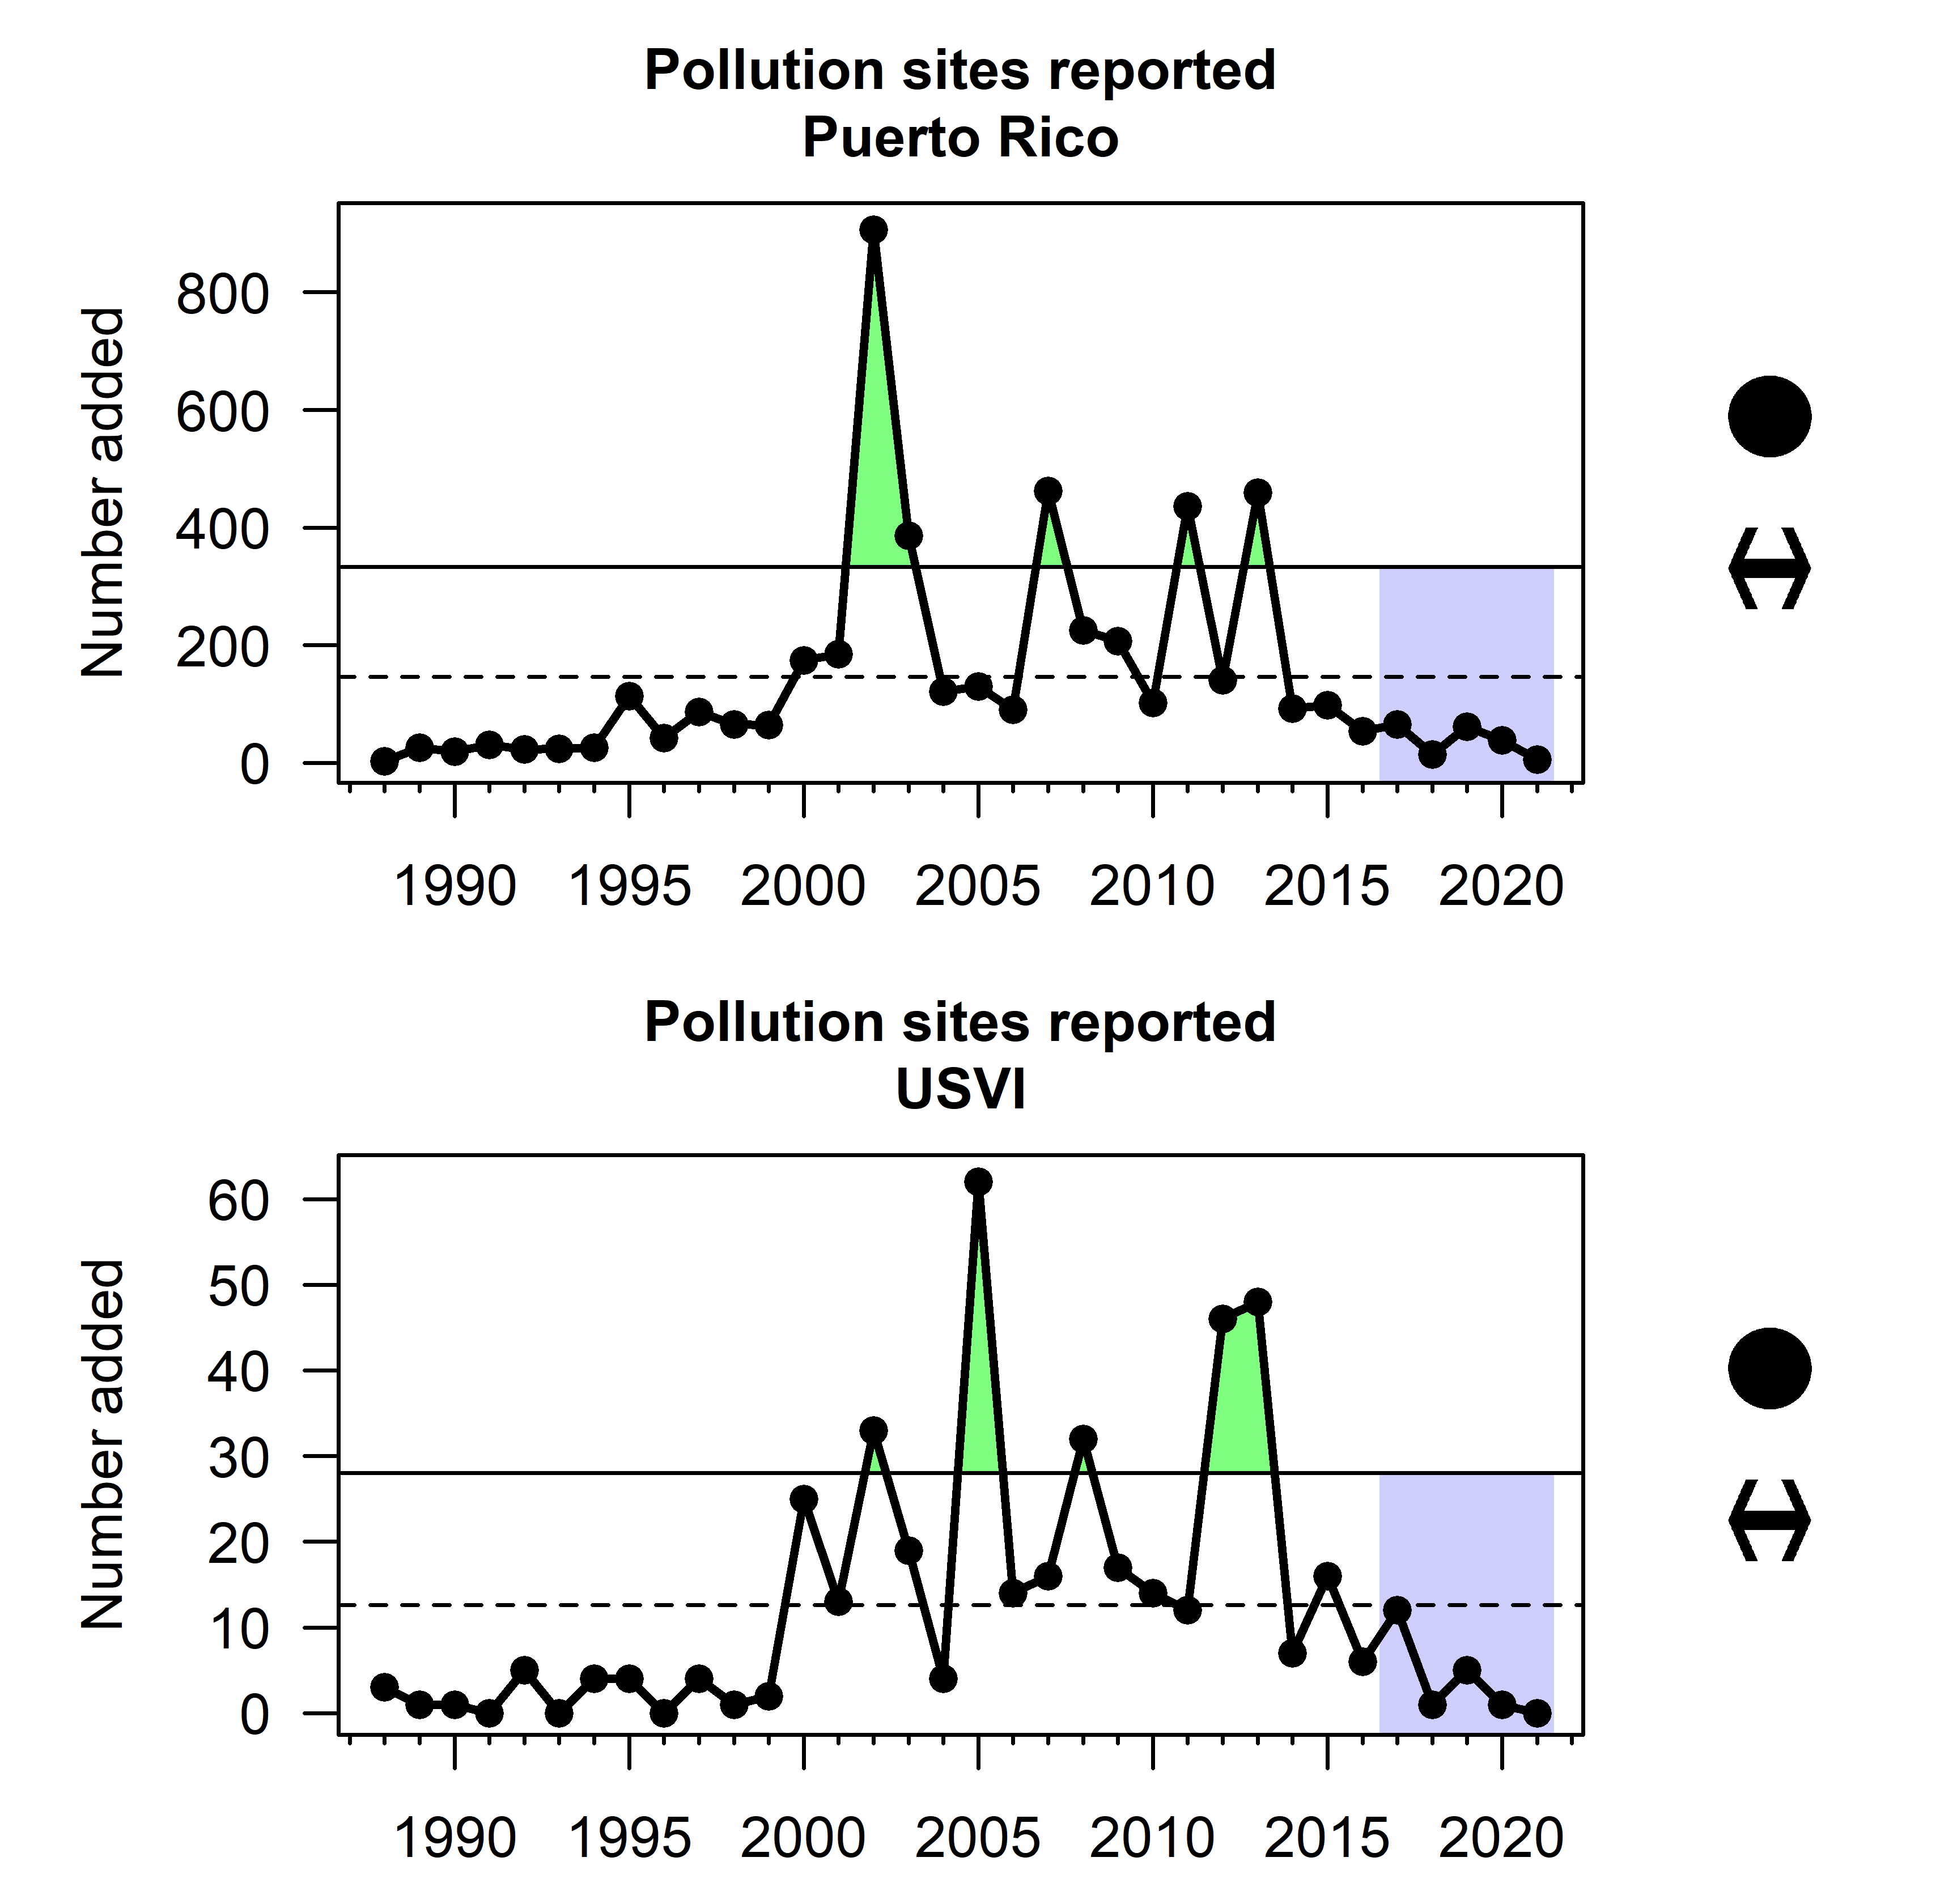 Pollution sites reported
Puerto Rico
Number added
800
600
400
200
0
1990 1995 2000 2005 2010 2015 2020
Pollution sites reported
USVI
Number added
60
50
40
30
20
10
0
1990 1995 2000 2005 2010 2015 2020